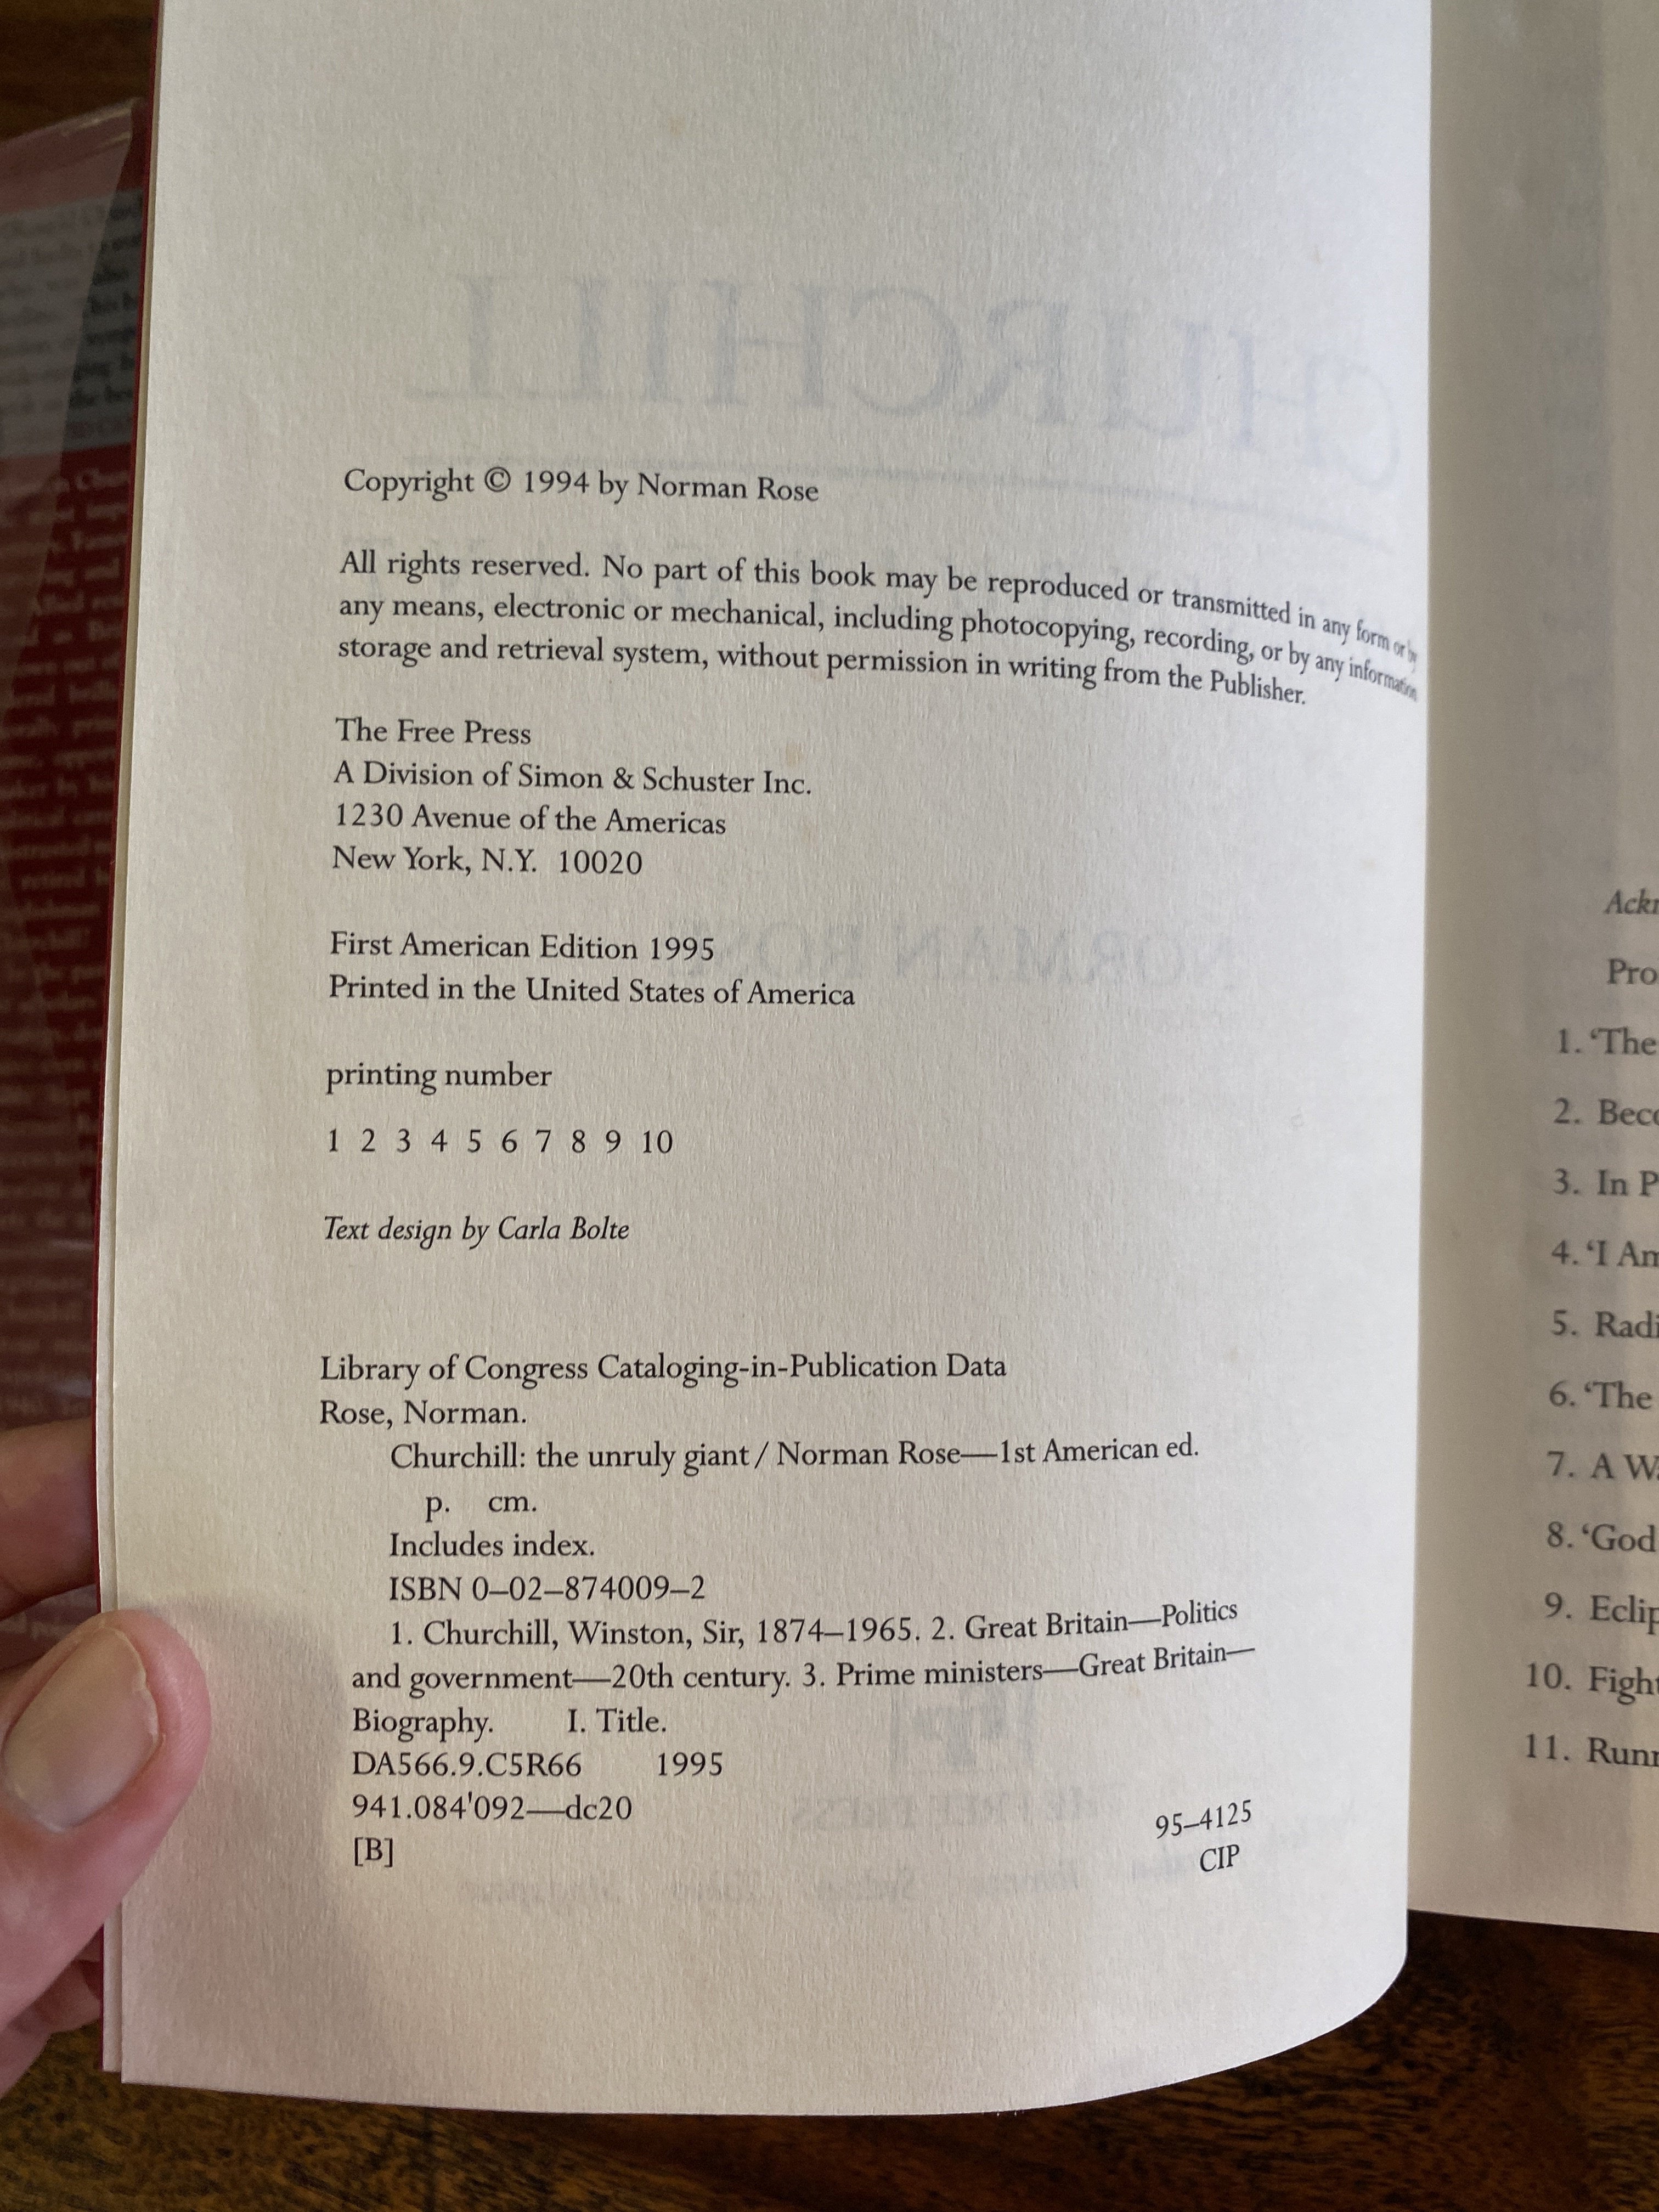 CHURCHILL
Copyright © 1994 by Norman Rose
All rights reserved. No part of this book may be reproduced or transmitted in any form or by
any means, electronic or mechanical, including photocopying, recording, or by any information
storage and retrieval system, without permission in writing from the Publisher.
The Free Press
A Division of Simon & Schuster Inc.
1230 Avenue of the Americas
New York, N.Y. 10020
First American Edition 1995
Printed in the United States of America
printing number
1 2 3 4 5 6 7 8 9 10
Text design by Carla Bolte
Library of Congress Cataloging-in-Publication Data
Rose, Norman.
Churchill: the unruly giant / Norman Rose—1st American ed.
p. cm.
Includes index.
ISBN 0–02–874009–2
1. Churchill, Winston, Sir, 1874–1965. 2. Great Britain—Politics
and government—20th century. 3. Prime ministers—Great Britain—
Biography. I. Title.
DA566.9.C5R66 1995
941.084'092—dc20
[B]
95–4125
CIP
Ackn
Pro
1. ‘The
2. Beco
3. In P
4. ‘I Am
5. Radi
6. ‘The
7. A Wa
8. ‘God
9. Eclip
10. Fight
11. Runn